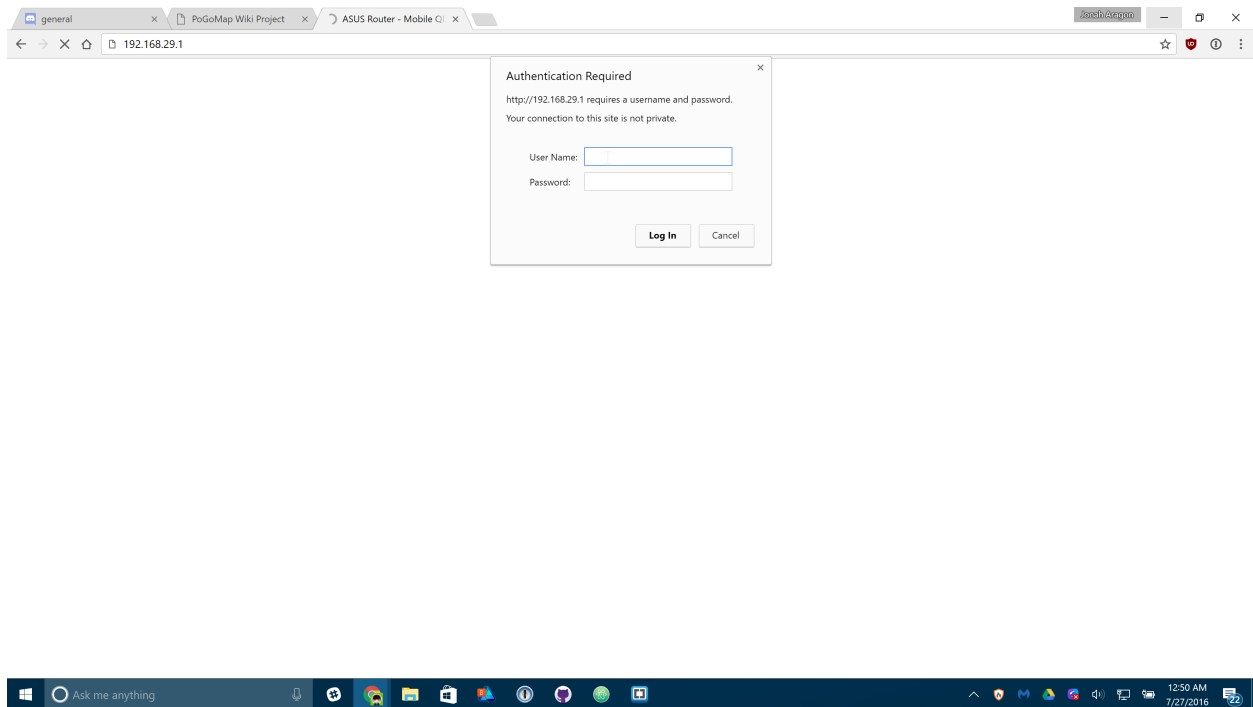 general
PoGoMap Wiki Project
ASUS Router - Mobile Q
Jonah Aragon
192.168.29.1
Authentication Required
http://192.168.29.1 requires a username and password.
Your connection to this site is not private.
User Name:
Password:
Log In
Cancel
Ask me anything
12:50 AM
7/27/2016
22